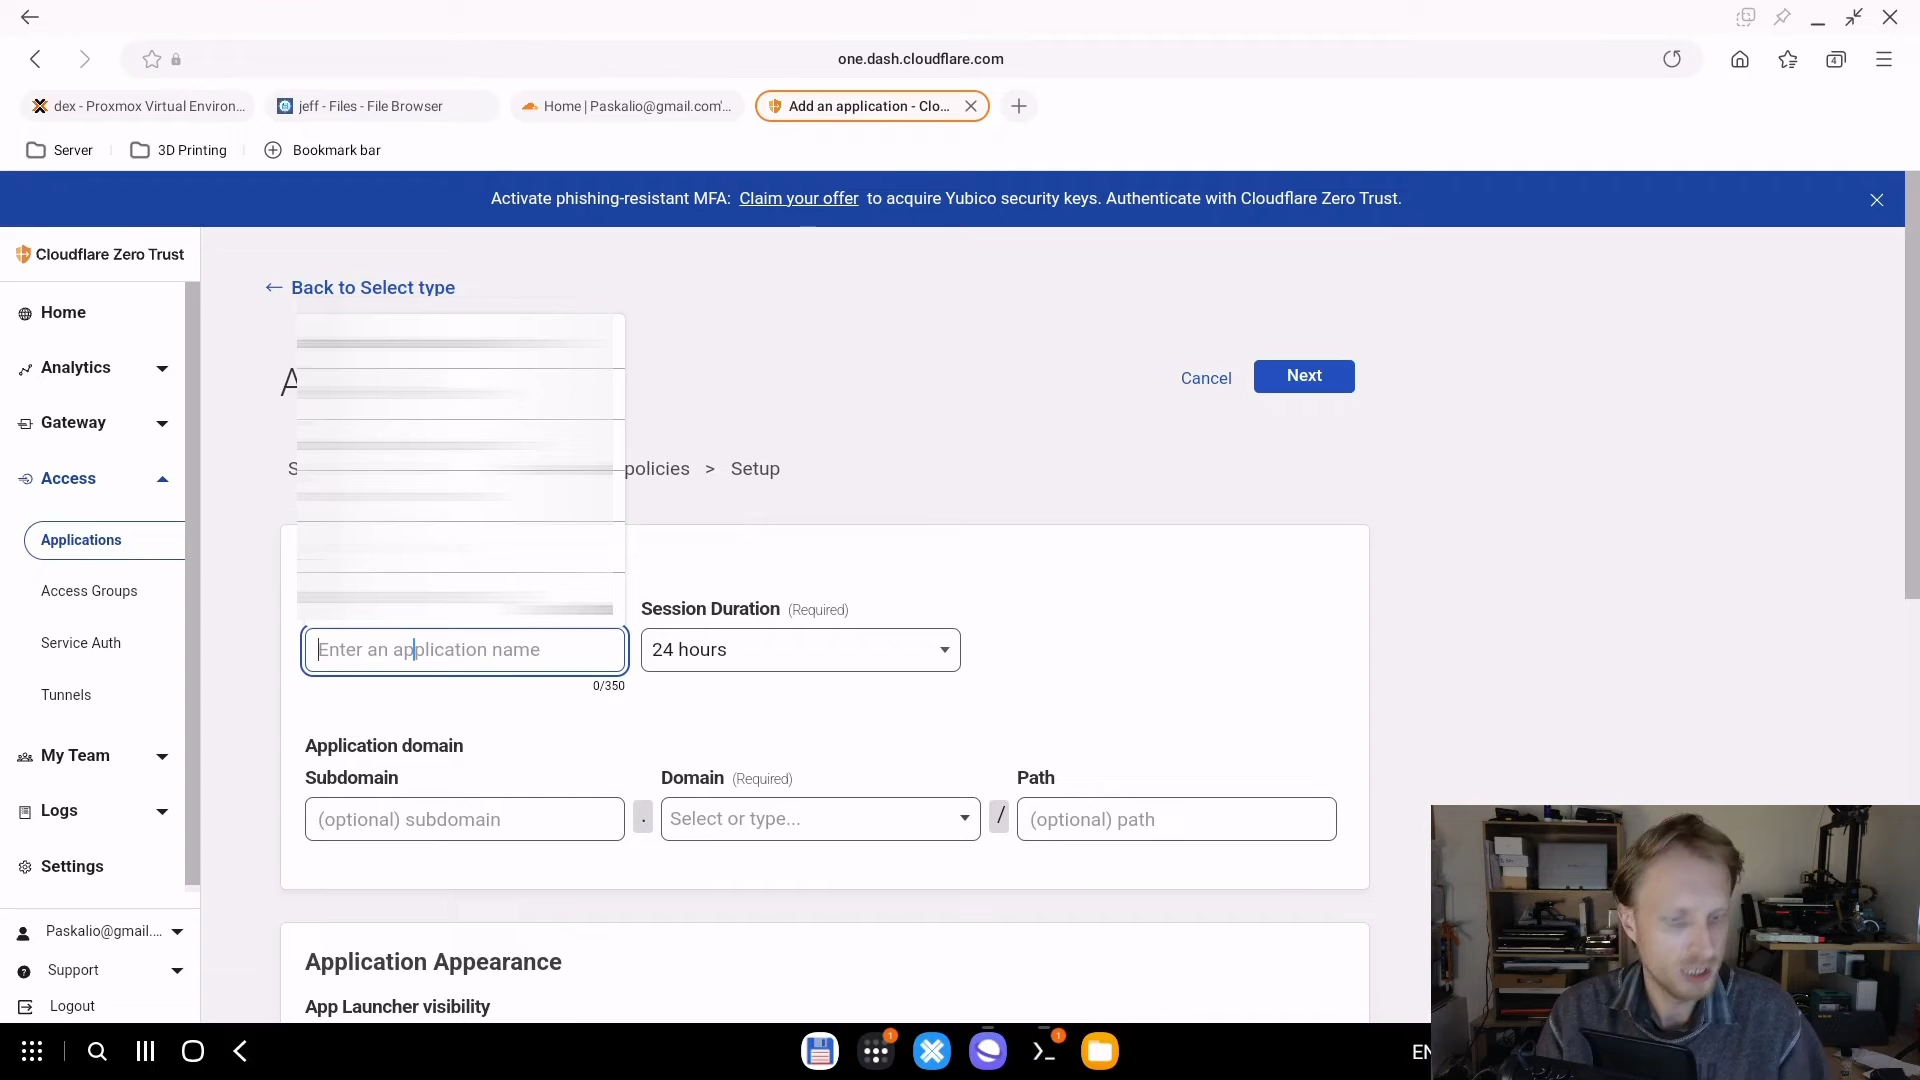 one.dash.cloudflare.com
4
dex - Proxmox Virtual Environ...
jeff - Files - File Browser
Home | Paskalio@gmail.com'...
Add an application - Clo...
Server
3D Printing
Bookmark bar
Activate phishing-resistant MFA: Claim your offer to acquire Yubico security keys. Authenticate with Cloudflare Zero Trust.
Cloudflare Zero Trust
Home
Analytics
Gateway
Access
Applications
Access Groups
Service Auth
Tunnels
My Team
Logs
Settings
Paskalio@gmail....
Support
Logout
← Back to Select type
A
Cancel
Next
S
policies > Setup
Session Duration (Required)
Enter an application name
24 hours
0/350
Application domain
Subdomain
Domain (Required)
Path
(optional) subdomain
.
Select or type...
/
(optional) path
Application Appearance
App Launcher visibility
1
1
EN